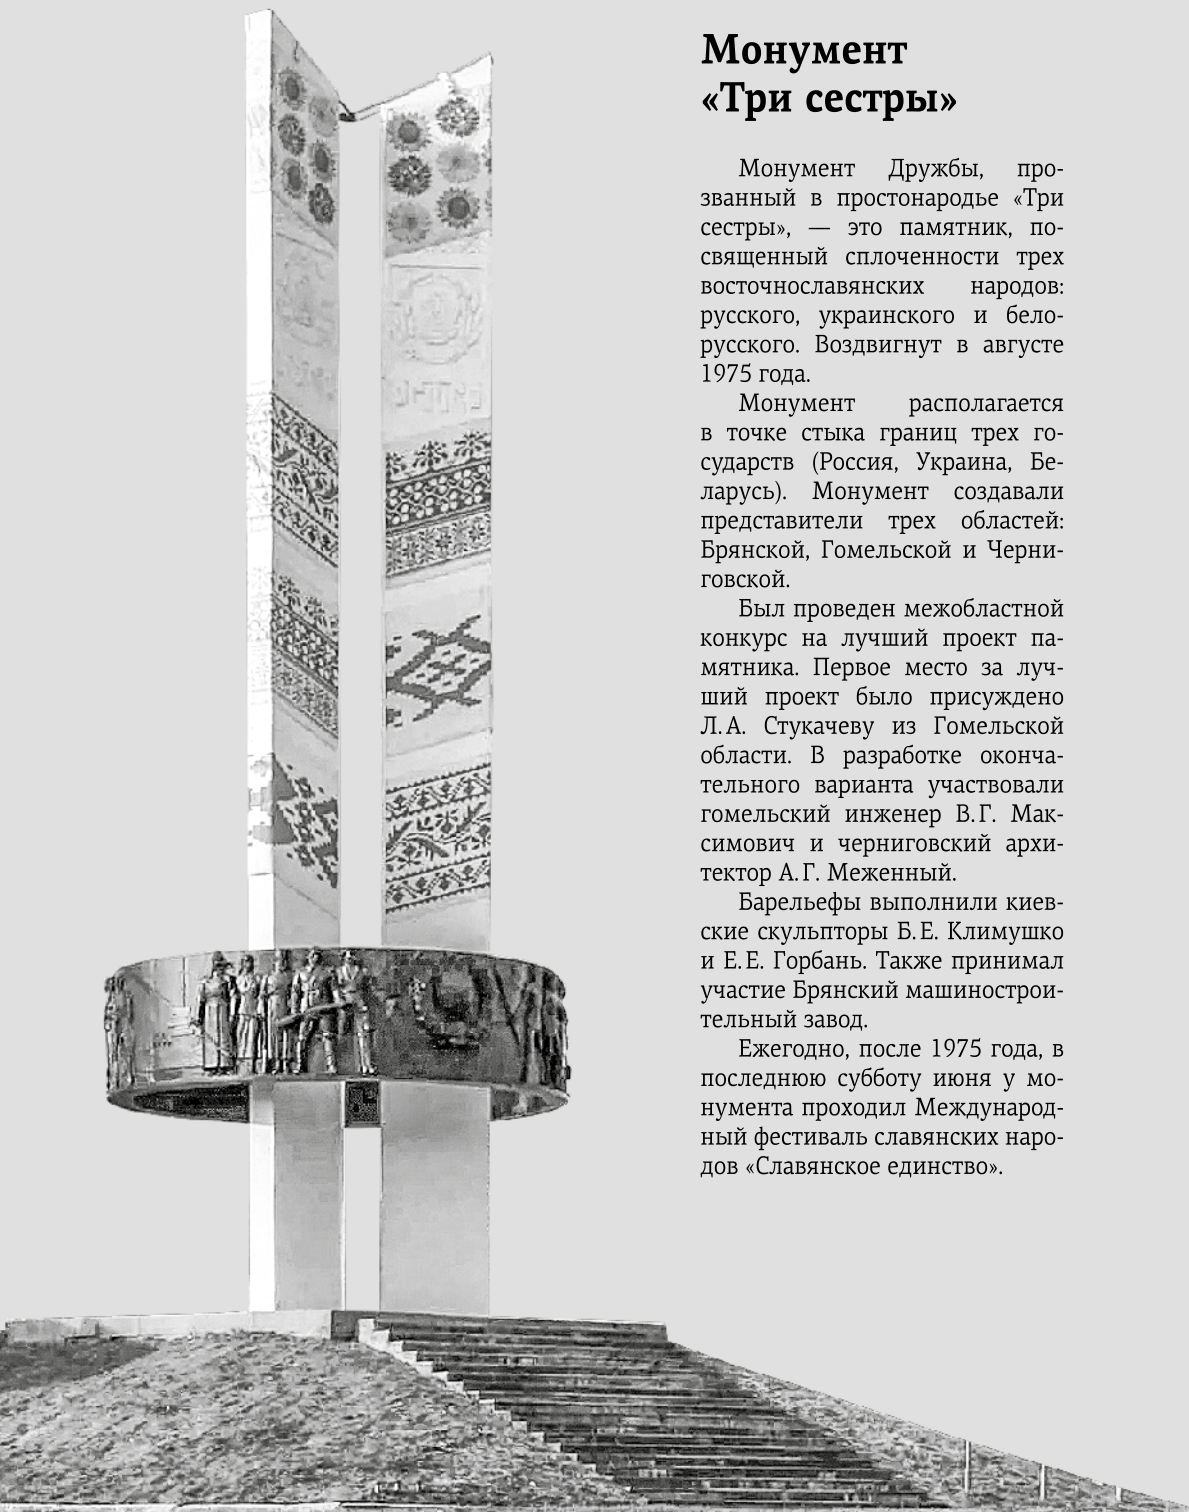 Монумент
«Три сестры»
Монумент Дружбы, про-
званный в простонародье «Три
сестры», — это памятник, по-
священный сплоченности трех
восточнославянских народов:
русского, украинского и бело-
русского. Воздвигнут в августе
1975 года.
Монумент располагается
в точке стыка границ трех го-
сударств (Россия, Украина, Бе-
ларусь). Монумент создавали
представители трех областей:
Брянской, Гомельской и Черни-
говской.
Был проведен межобластной
конкурс на лучший проект па-
мятника. Первое место за луч-
ший проект было присуждено
Л. А. Стукачеву из Гомельской
области. В разработке оконча-
тельного варианта участвовали
гомельский инженер В. Г. Мак-
симович и черниговский архи-
тектор А. Г. Меженный.
Барельефы выполнили киев-
ские скульпторы Б. Е. Климушко
и Е. Е. Горбань. Также принимал
участие Брянский машинострои-
тельный завод.
Ежегодно, после 1975 года, в
последнюю субботу июня у мо-
нумента проходил Международ-
ный фестиваль славянских наро-
дов «Славянское единство».